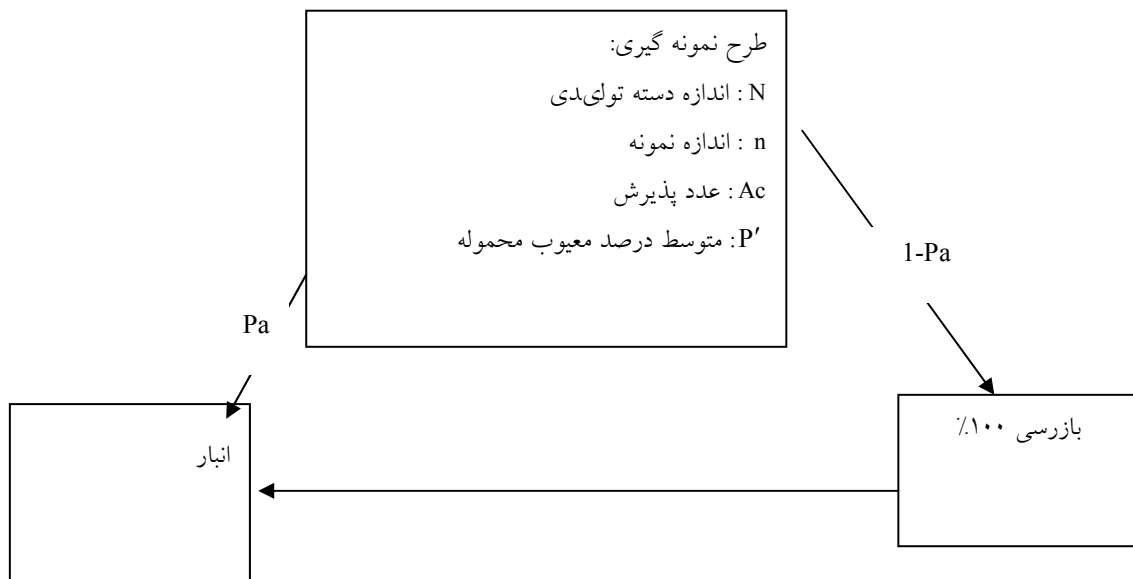 طرح نمونه گیری:
N : اندازه دسته تولیدی
n : اندازه نمونه
Ac : عدد پذیرش
P′ : متوسط درصد معیوب محموله
1-Pa
Pa
بازرسی ۱۰۰٪
انبار